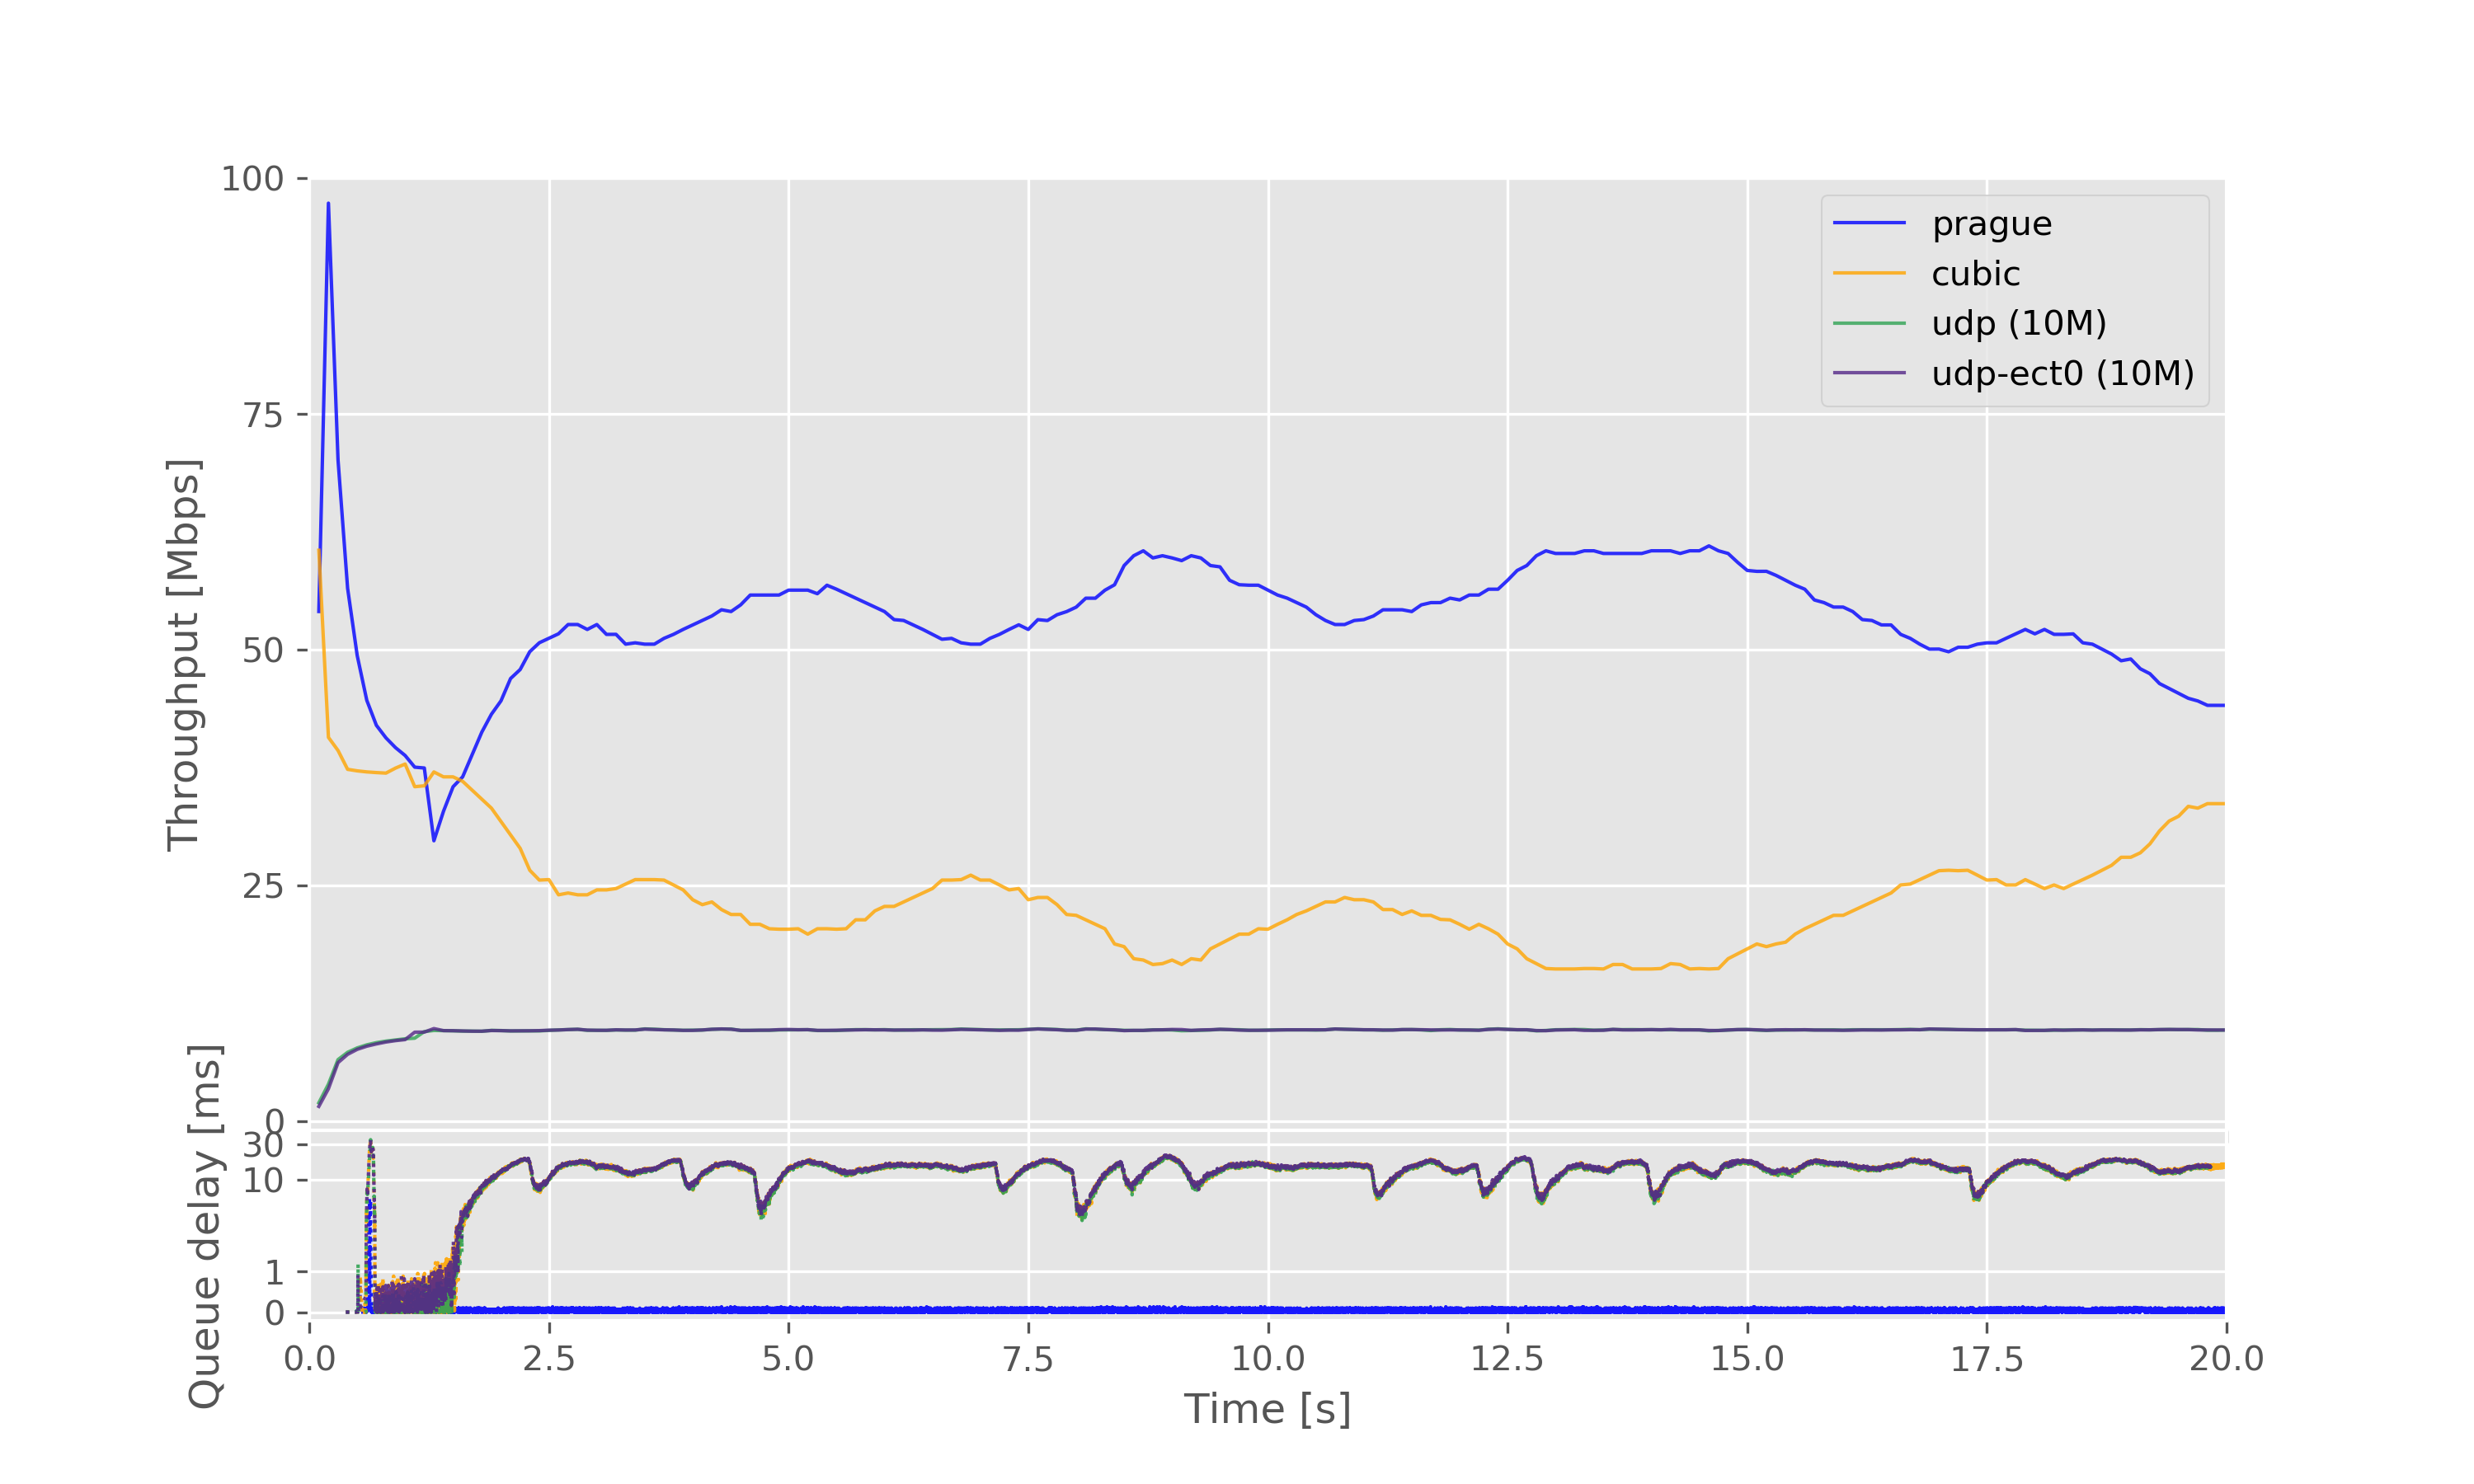 100
75
50
25
0
Throughput [Mbps]
prague
cubic
udp (10M)
udp-ect0 (10M)
30
10
1
0
Queue delay [ms]
0.0 2.5 5.0 7.5 10.0 12.5 15.0 17.5 20.0
Time [s]